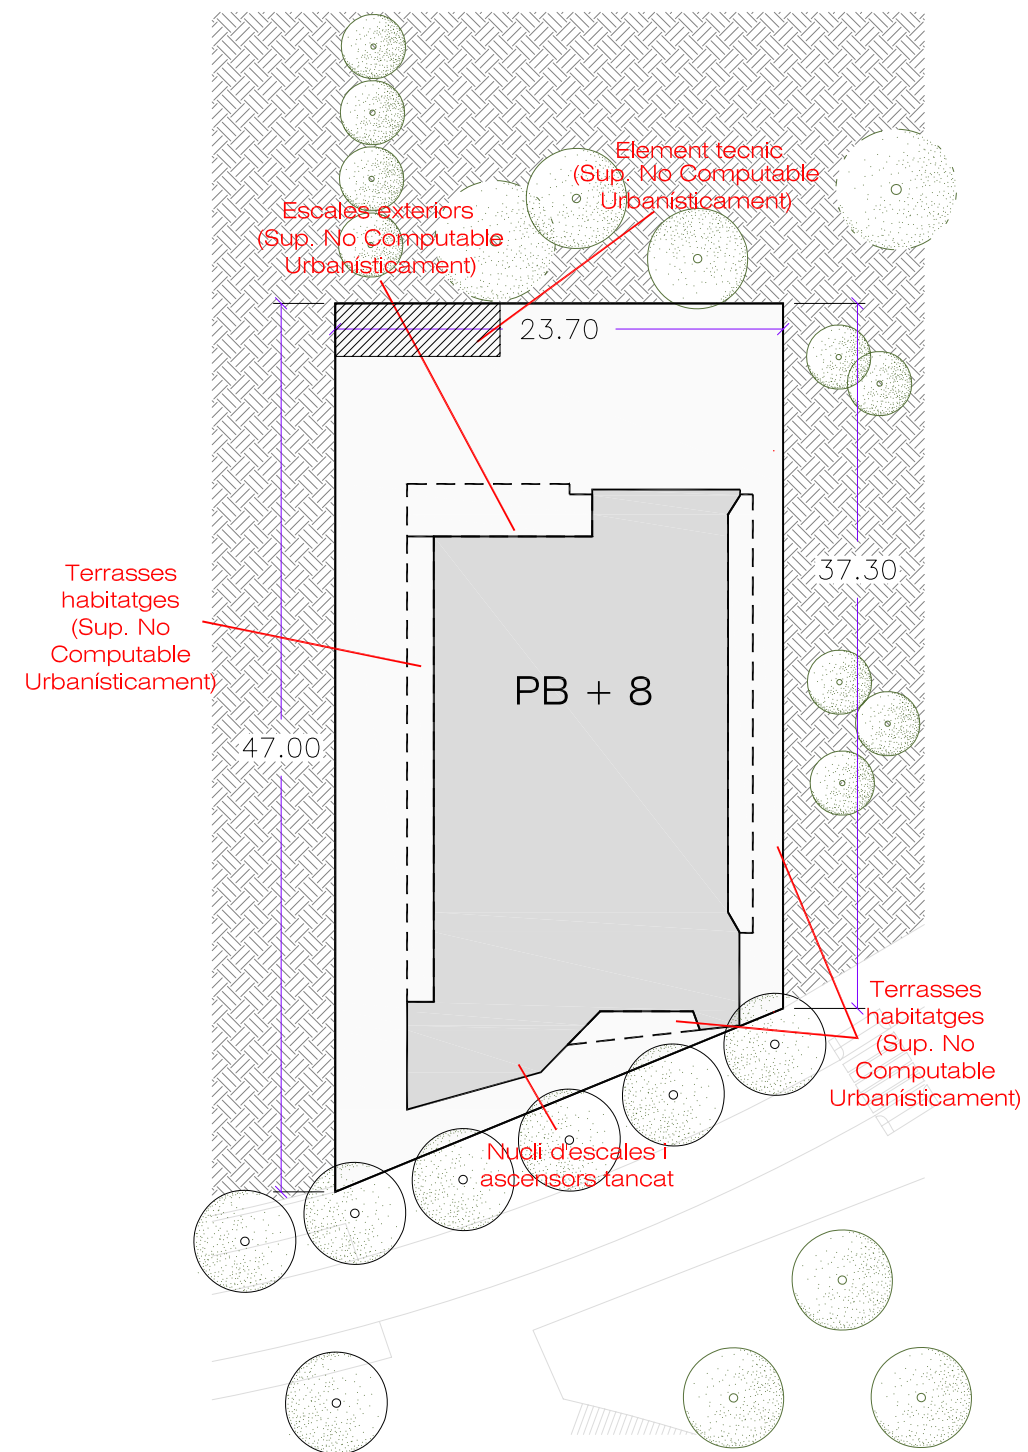 Element tecnic
(Sup. No Computable
Urbanísticament)
Escales exteriors
(Sup. No Computable
Urbanísticament)
23.70
37.30
Terrasses
habitatges
(Sup. No
Computable
Urbanísticament)
PB + 8
47.00
Terrasses
habitatges
(Sup. No
Computable
Urbanísticament)
Nucli d'escales i
ascensors tancat